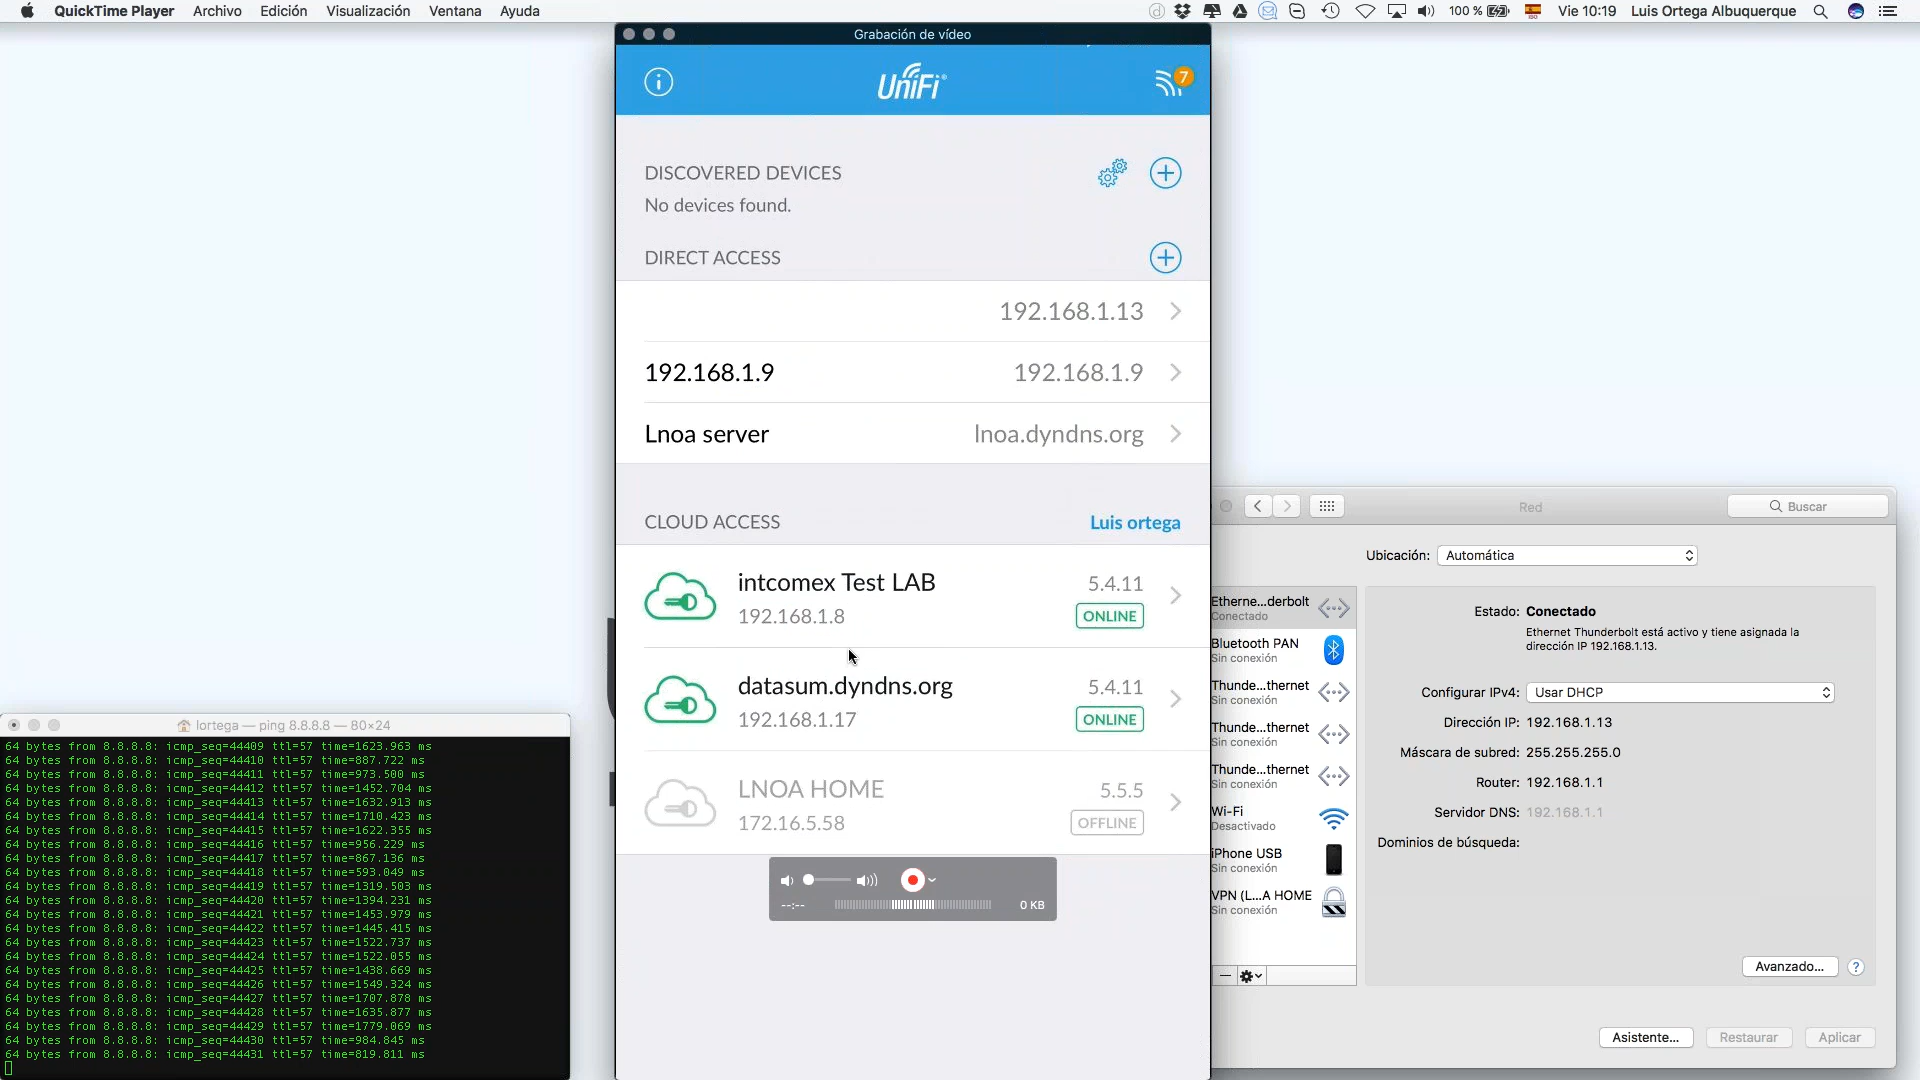 QuickTime Player Archivo Edición Visualización Ventana Ayuda
100 % Vie 10:19 Luis Ortega Albuquerque
Grabación de vídeo
UniFi
7
DISCOVERED DEVICES
No devices found.
DIRECT ACCESS
192.168.1.13
192.168.1.9 192.168.1.9
Lnoa server lnoa.dyndns.org
CLOUD ACCESS Luis ortega
intcomex Test LAB 5.4.11
192.168.1.8 ONLINE
datasum.dyndns.org 5.4.11
192.168.1.17 ONLINE
LNOA HOME 5.5.5
172.16.5.58 OFFLINE
--:-- 0 KB
lortega — ping 8.8.8.8 — 80×24
64 bytes from 8.8.8.8: icmp_seq=44409 ttl=57 time=1623.963 ms
64 bytes from 8.8.8.8: icmp_seq=44410 ttl=57 time=887.722 ms
64 bytes from 8.8.8.8: icmp_seq=44411 ttl=57 time=973.500 ms
64 bytes from 8.8.8.8: icmp_seq=44412 ttl=57 time=1452.704 ms
64 bytes from 8.8.8.8: icmp_seq=44413 ttl=57 time=1632.913 ms
64 bytes from 8.8.8.8: icmp_seq=44414 ttl=57 time=1710.423 ms
64 bytes from 8.8.8.8: icmp_seq=44415 ttl=57 time=1622.355 ms
64 bytes from 8.8.8.8: icmp_seq=44416 ttl=57 time=956.229 ms
64 bytes from 8.8.8.8: icmp_seq=44417 ttl=57 time=867.136 ms
64 bytes from 8.8.8.8: icmp_seq=44418 ttl=57 time=593.049 ms
64 bytes from 8.8.8.8: icmp_seq=44419 ttl=57 time=1319.503 ms
64 bytes from 8.8.8.8: icmp_seq=44420 ttl=57 time=1394.231 ms
64 bytes from 8.8.8.8: icmp_seq=44421 ttl=57 time=1453.979 ms
64 bytes from 8.8.8.8: icmp_seq=44422 ttl=57 time=1445.415 ms
64 bytes from 8.8.8.8: icmp_seq=44423 ttl=57 time=1522.737 ms
64 bytes from 8.8.8.8: icmp_seq=44424 ttl=57 time=1522.055 ms
64 bytes from 8.8.8.8: icmp_seq=44425 ttl=57 time=1438.669 ms
64 bytes from 8.8.8.8: icmp_seq=44426 ttl=57 time=1549.324 ms
64 bytes from 8.8.8.8: icmp_seq=44427 ttl=57 time=1707.878 ms
64 bytes from 8.8.8.8: icmp_seq=44428 ttl=57 time=1635.877 ms
64 bytes from 8.8.8.8: icmp_seq=44429 ttl=57 time=1779.069 ms
64 bytes from 8.8.8.8: icmp_seq=44430 ttl=57 time=984.845 ms
64 bytes from 8.8.8.8: icmp_seq=44431 ttl=57 time=819.811 ms
Red
Buscar
Ubicación: Automática
Etherne...derbolt
Conectado
Bluetooth PAN
Sin conexión
Thunde...thernet
Sin conexión
Thunde...thernet
Sin conexión
Thunde...thernet
Sin conexión
Wi-Fi
Desactivado
iPhone USB
Sin conexión
VPN (L...A HOME
Sin conexión
Estado: Conectado
Ethernet Thunderbolt está activo y tiene asignada la
dirección IP 192.168.1.13.
Configurar IPv4: Usar DHCP
Dirección IP: 192.168.1.13
Máscara de subred: 255.255.255.0
Router: 192.168.1.1
Servidor DNS: 192.168.1.1
Dominios de búsqueda:
Avanzado... ?
Asistente... Restaurar Aplicar